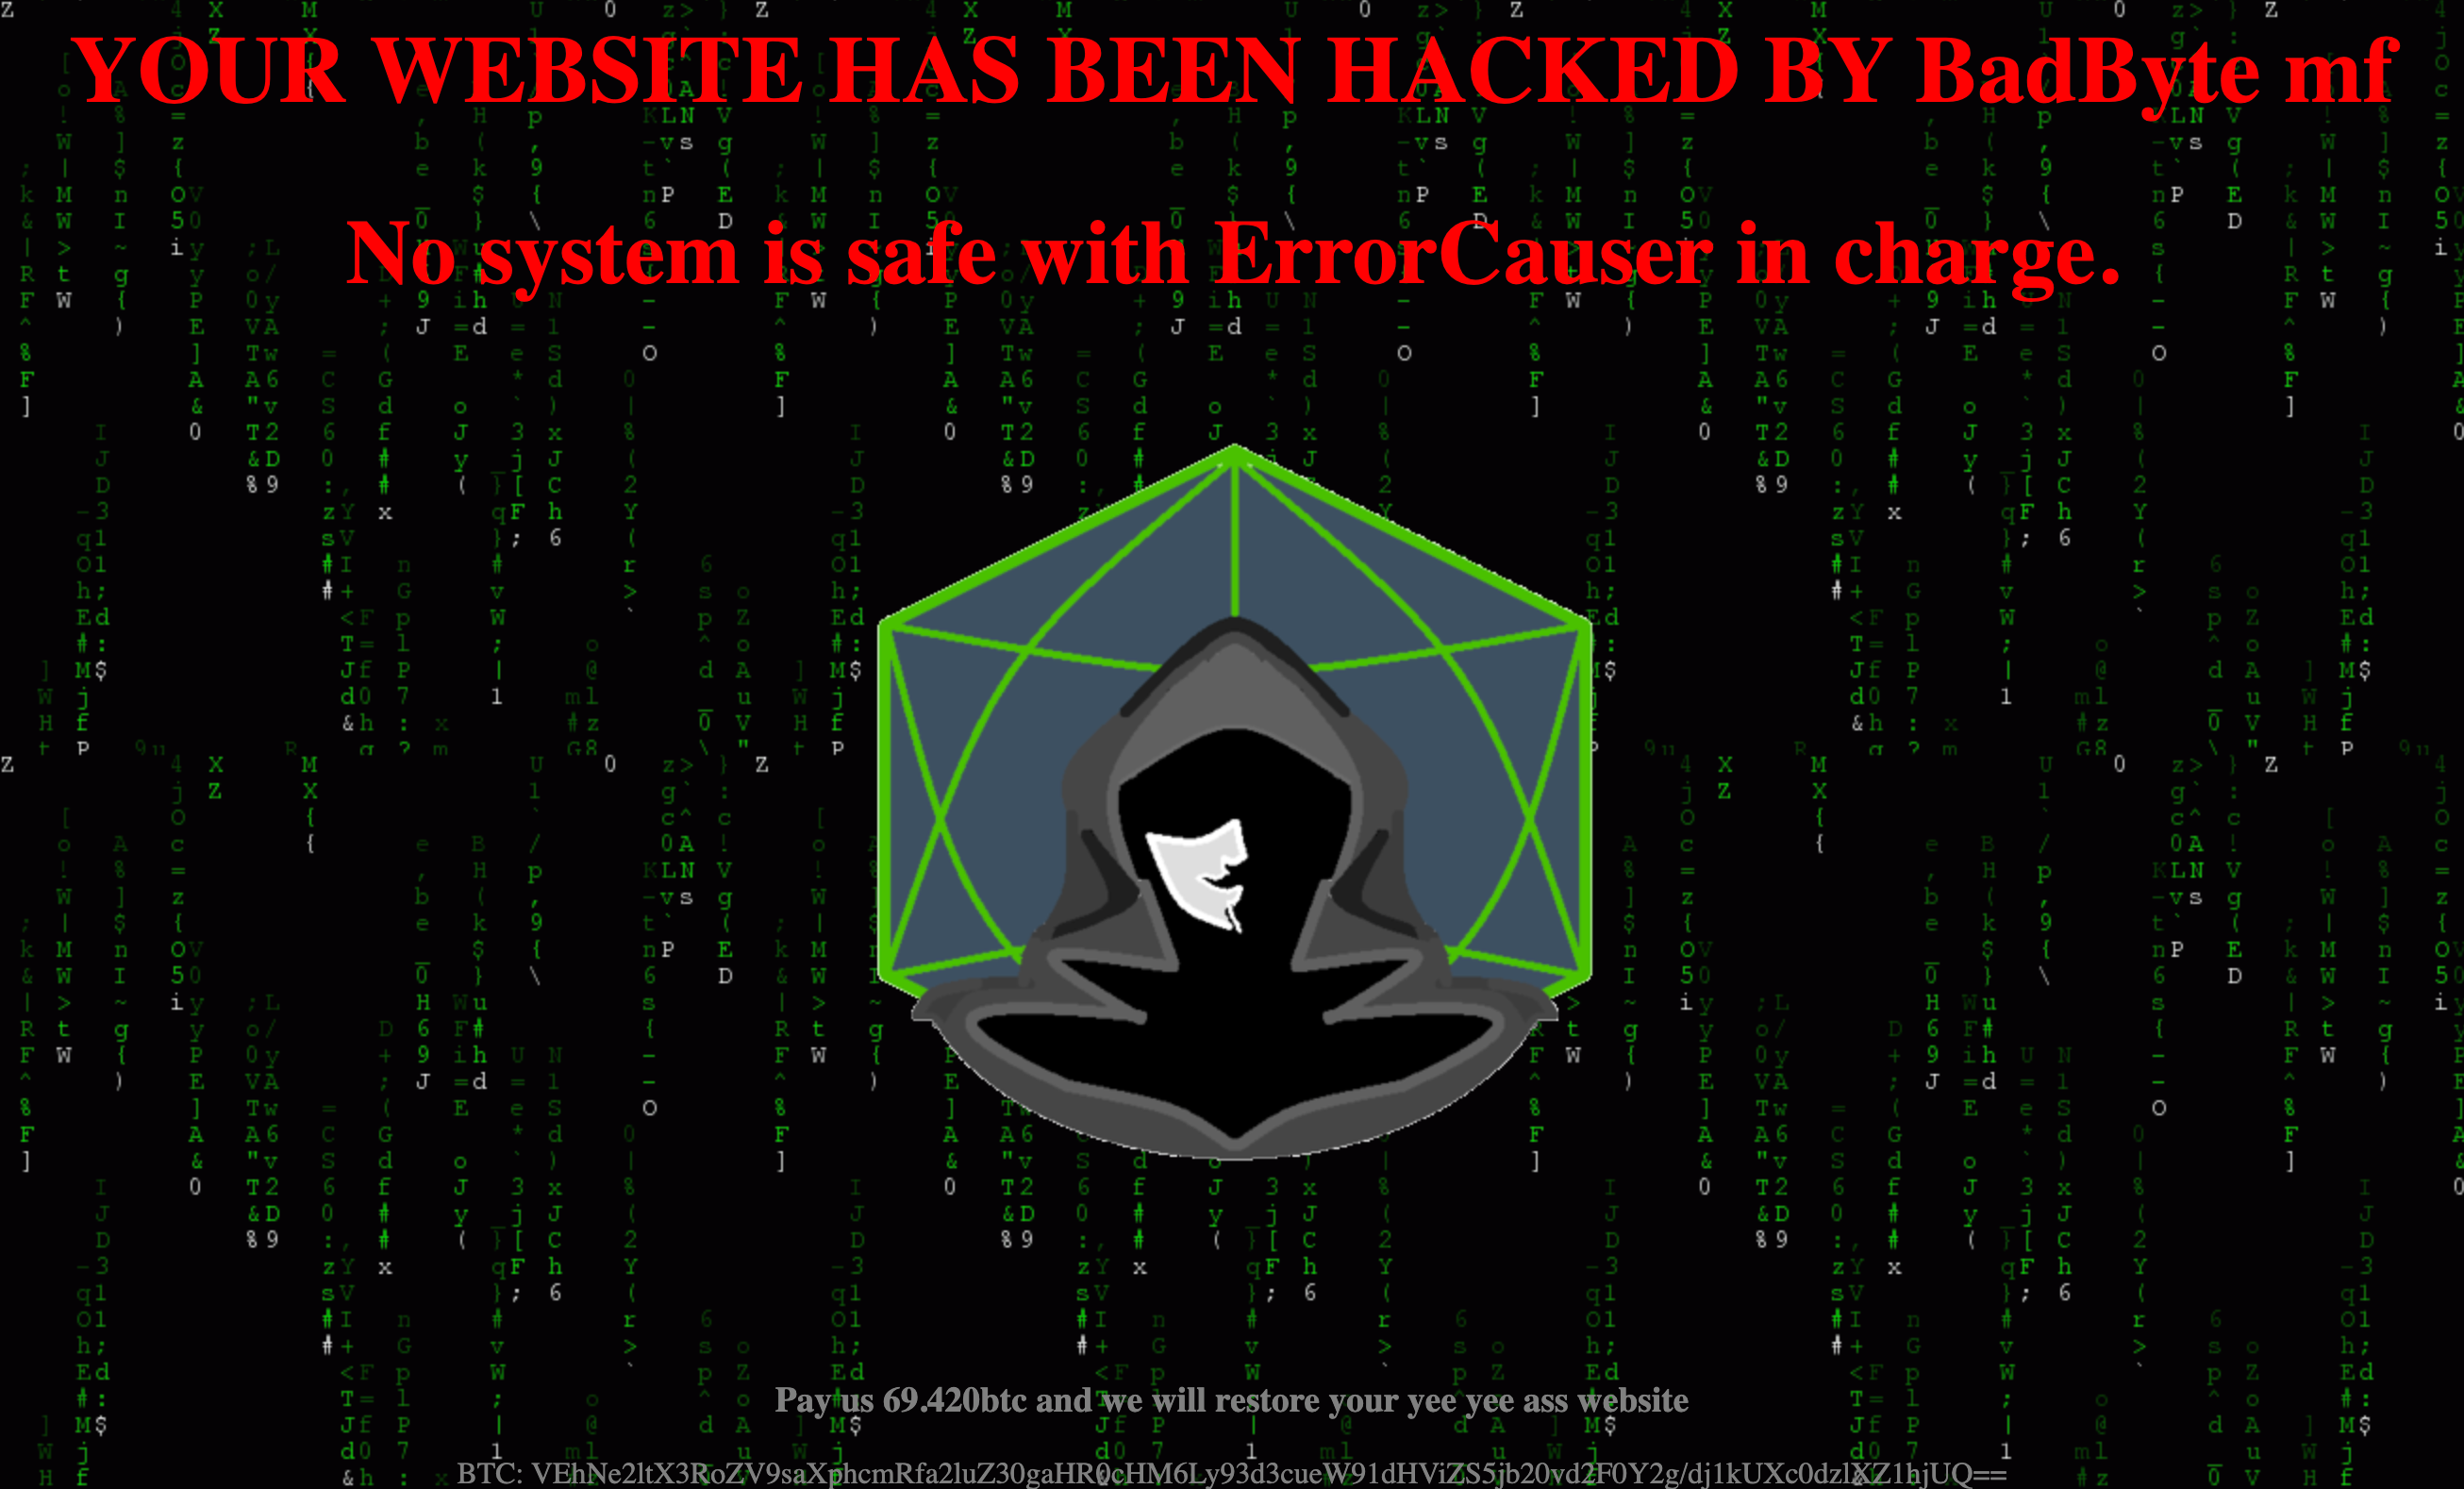 YOUR WEBSITE HAS BEEN HACKED BY BadByte mf
No system is safe with ErrorCauser in charge.
Pay us 69.420btc and we will restore your yee yee ass website
BTC: VEhNe2ltX3RoZV9saXphcmRfa2luZ30gaHR0cHM6Ly93d3cueW91dHViZS5jb20vd2F0Y2g/dj1kUXc0dzlXZ1hjUQ==